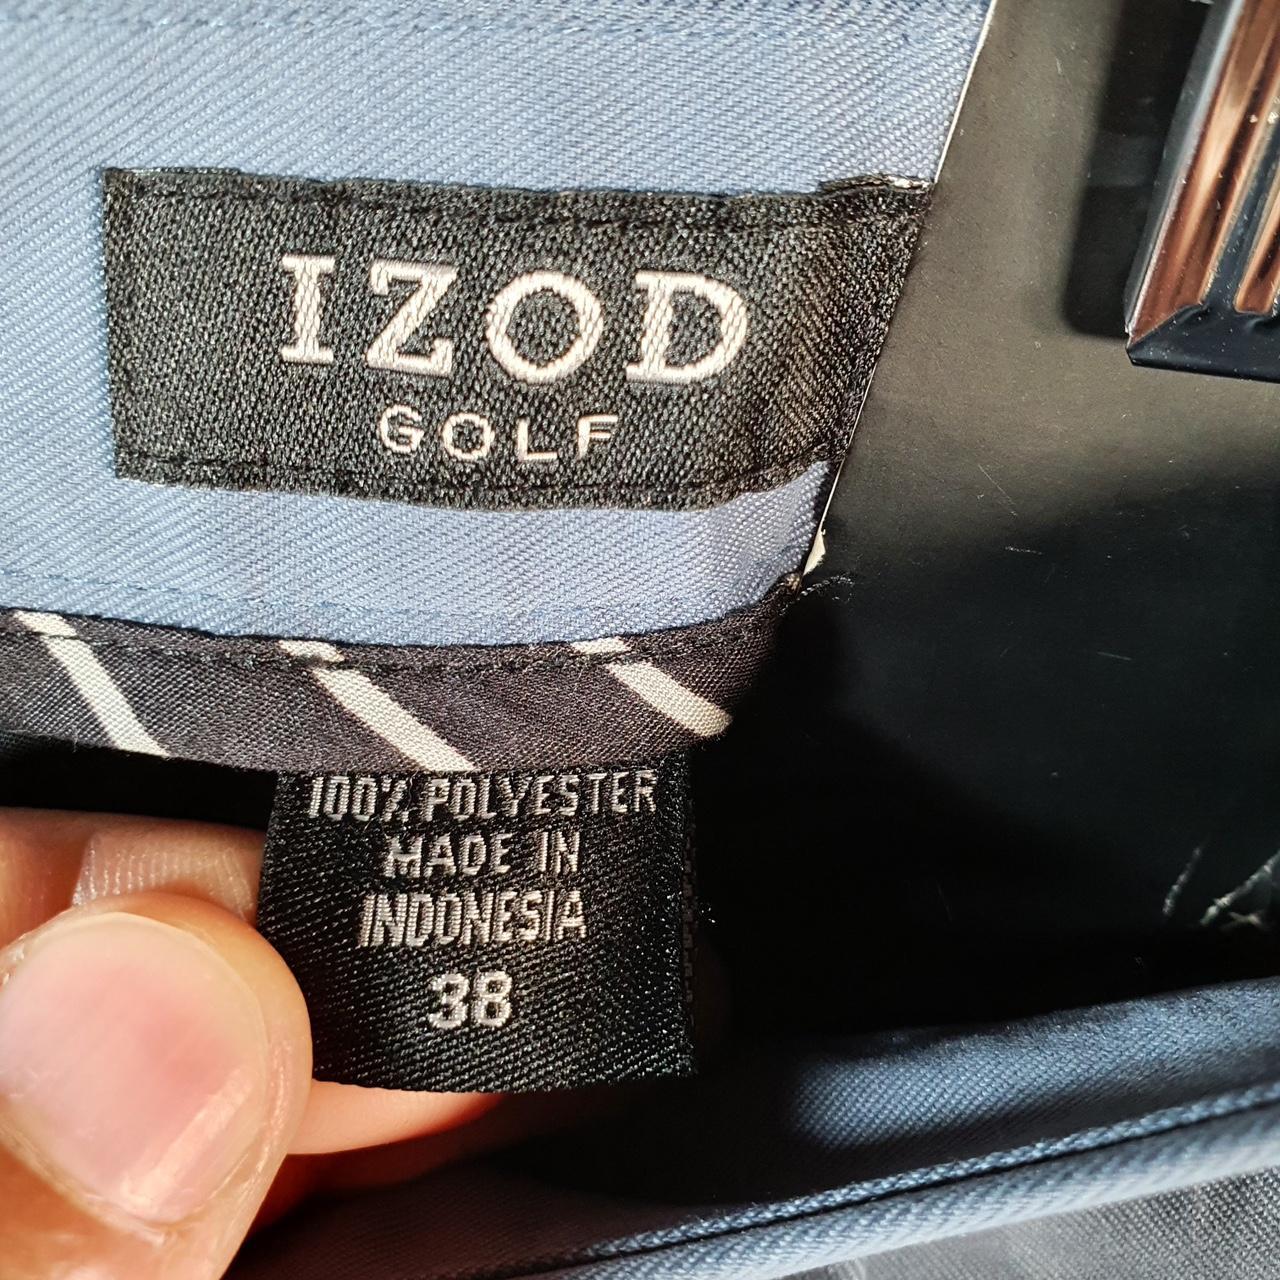 IZOD
GOLF
100% POLYESTER
MADE IN
INDONESIA
38